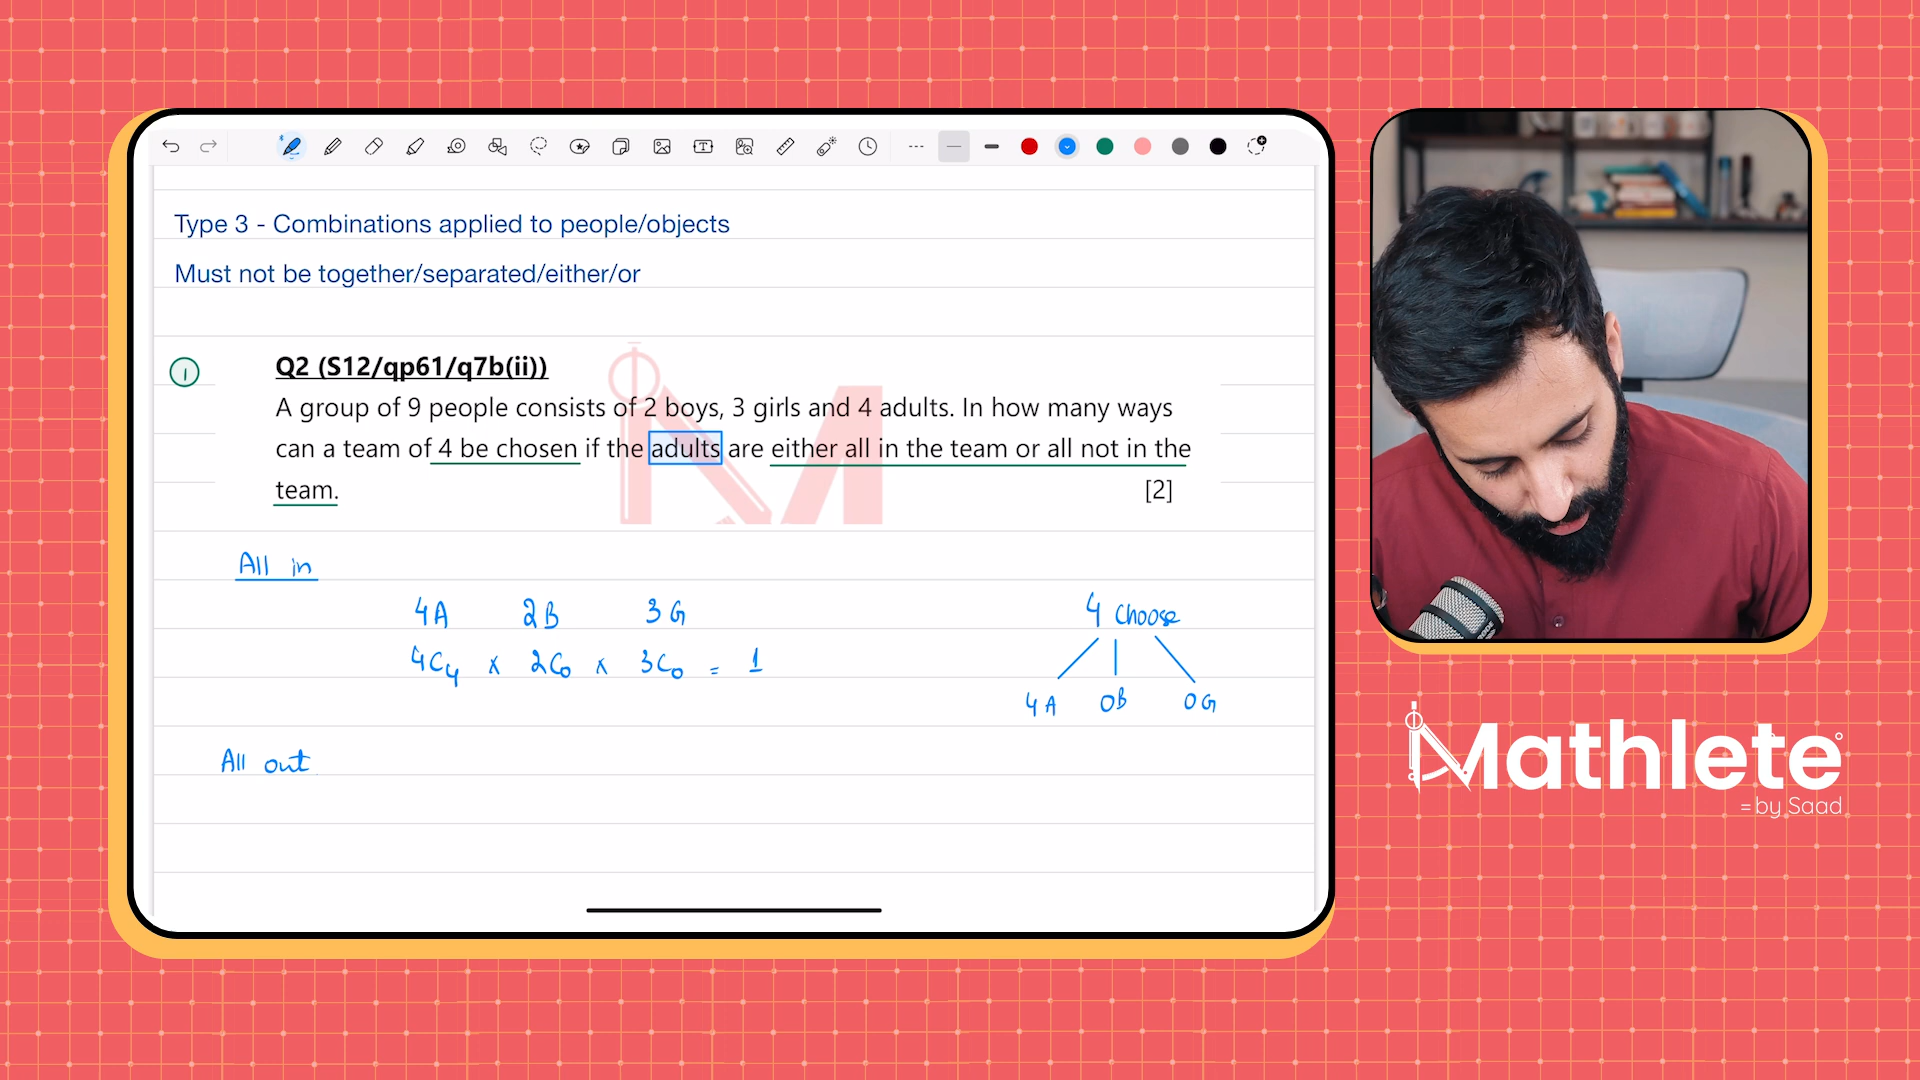 Type 3 - Combinations applied to people/objects
Must not be together/separated/either/or
1
Q2 (S12/qp61/q7b(ii))
A group of 9 people consists of 2 boys, 3 girls and 4 adults. In how many ways
can a team of 4 be chosen if the adults are either all in the team or all not in the
team. [2]
All in
4A 2B 3G
4C4 x 2C0 x 3C0 = 1
4 choose
4A 0B 0G
All out
Mathlete
= by Saad